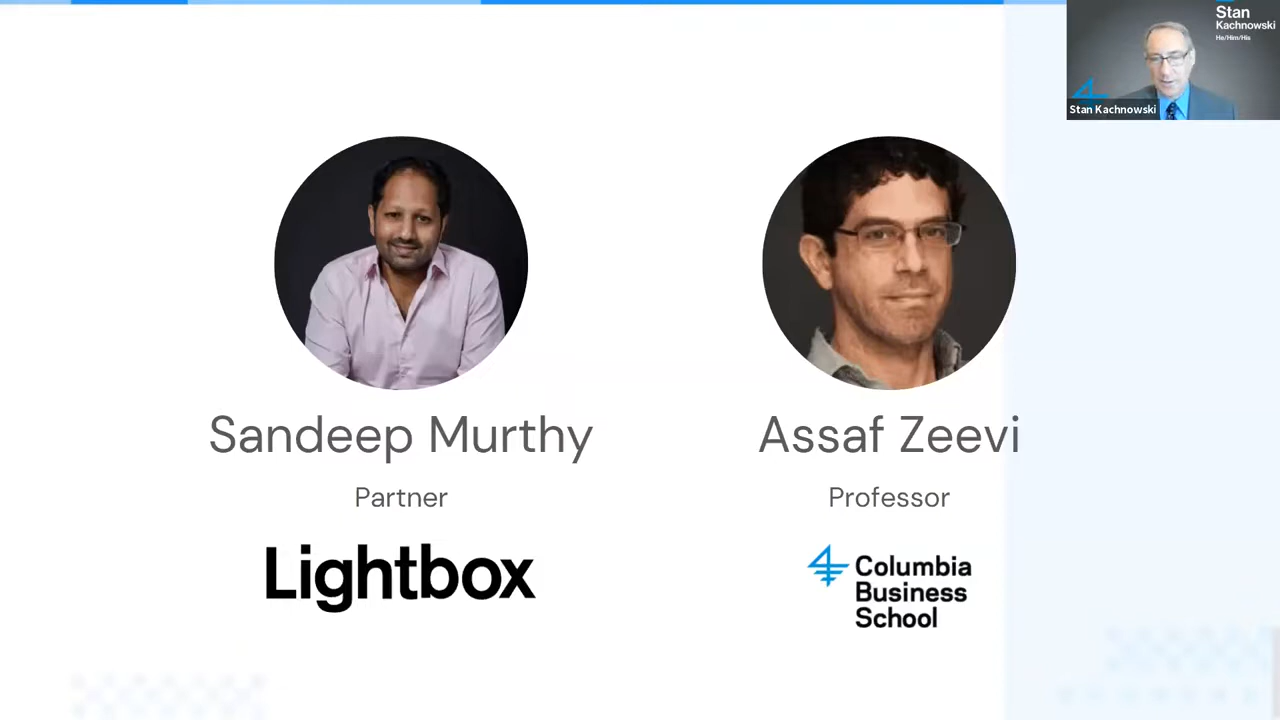 Stan
Kachnowski
He/Him/His
Stan Kachnowski
Sandeep Murthy
Partner
Lightbox
Assaf Zeevi
Professor
Columbia
Business
School